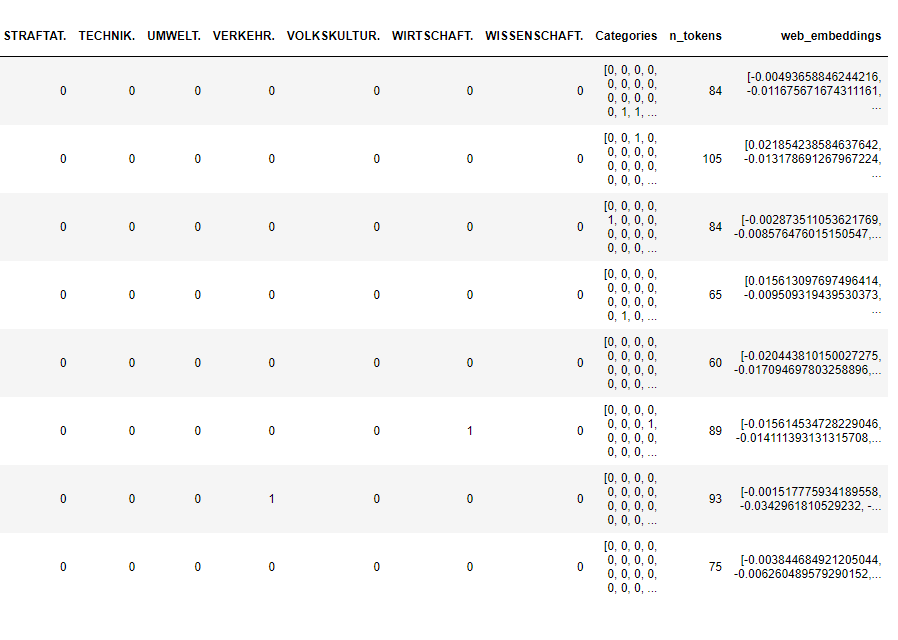 STRAFTAT. TECHNIK. UMWELT. VERKEHR. VOLKSKULTUR. WIRTSCHAFT. WISSENSCHAFT. Categories n_tokens web_embeddings
[0, 0, 0, 0,
0, 0, 0, 0,
0, 0, 0, 0,
0, 1, 1, ...
0 0 0 0 0 0 0 84
[-0.00493658846244216,
-0.011675671674311161,
...
[0, 0, 1, 0,
0, 0, 0, 0,
0, 0, 0, 0,
0, 0, 0, ...
0 0 0 0 0 0 0 105
[0.021854238584637642,
-0.013178691267967224,
...
[0, 0, 0, 0,
1, 0, 0, 0,
0, 0, 0, 0,
0, 0, 0, ...
0 0 0 0 0 0 0 84
[-0.002873511053621769,
-0.008576476015150547,...
[0, 0, 0, 0,
0, 0, 0, 0,
0, 0, 0, 0,
0, 1, 0, ...
0 0 0 0 0 0 0 65
[0.015613097697496414,
-0.009509319439530373,
...
[0, 0, 0, 0,
0, 0, 0, 0,
0, 0, 0, 0,
0, 0, 0, ...
0 0 0 0 0 0 0 60
[-0.020443810150027275,
-0.017094697803258896,...
[0, 0, 0, 0,
0, 0, 0, 1,
0, 0, 0, 0,
0, 0, 0, ...
0 0 0 0 0 1 0 89
[-0.015614534728229046,
-0.014111393131315708,...
[0, 0, 0, 0,
0, 0, 0, 0,
0, 0, 0, 0,
0, 0, 0, ...
0 0 0 1 0 0 0 93
[-0.001517775934189558,
-0.0342961810529232, -...
[0, 0, 0, 0,
0, 0, 0, 0,
0, 0, 0, 0,
0, 0, 0, ...
0 0 0 0 0 0 0 75
[-0.003844684921205044,
-0.006260489579290152,...